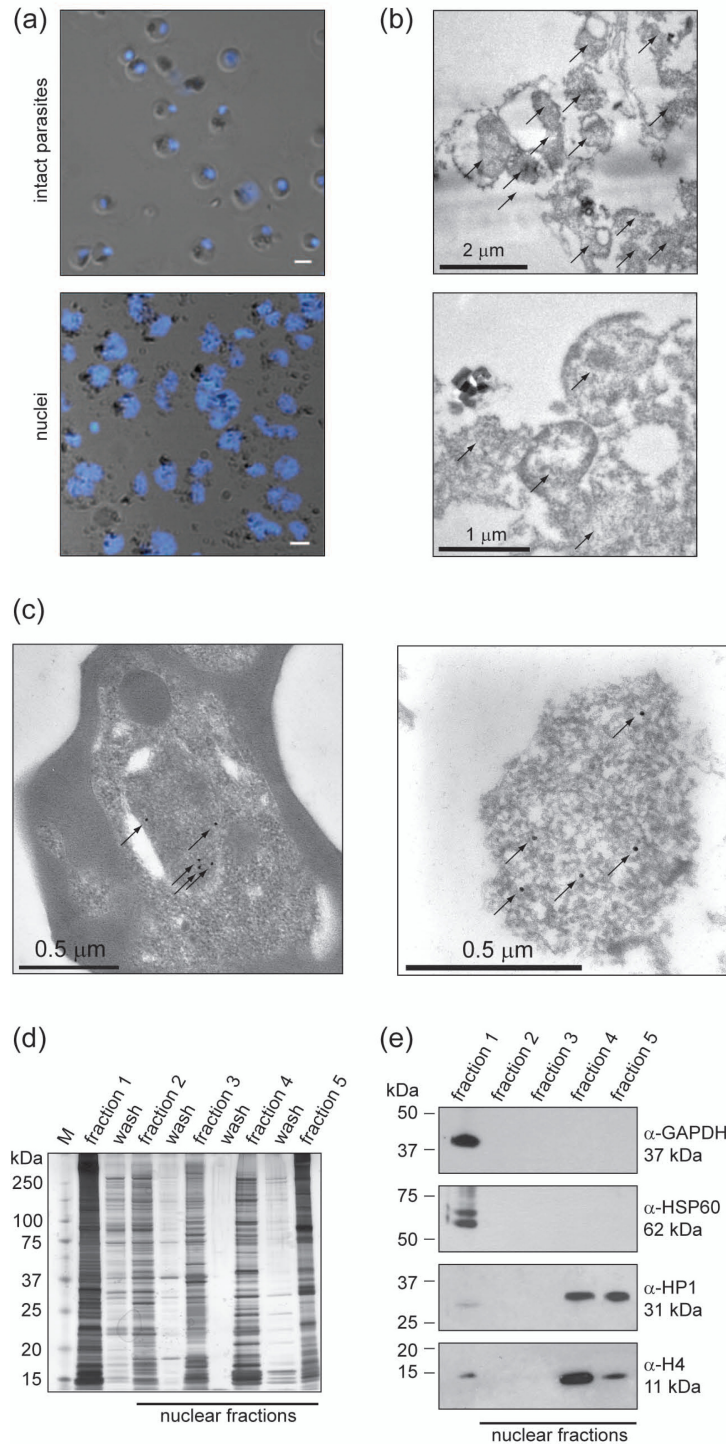 (a)
intact parasites
nuclei
(b)
2 μm
1 μm
(c)
0.5 μm
0.5 μm
(d)
M
fraction 1
wash
fraction 2
wash
fraction 3
wash
fraction 4
wash
fraction 5
kDa
250
100
75
37
25
20
15
nuclear fractions
(e)
fraction 1
fraction 2
fraction 3
fraction 4
fraction 5
kDa
50
37
α-GAPDH
37 kDa
75
50
α-HSP60
62 kDa
37
25
α-HP1
31 kDa
20
15
α-H4
11 kDa
nuclear fractions